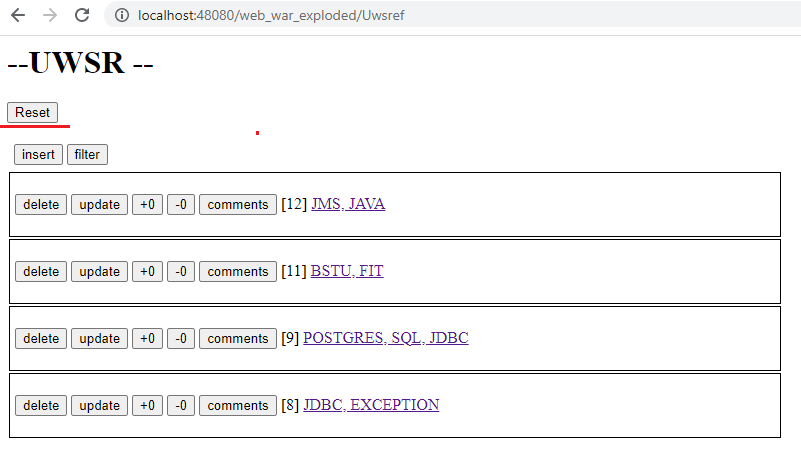 localhost:48080/web_war_exploded/Uwsref
--UWSR --
Reset
insert filter
delete update +0 -0 comments [12] JMS, JAVA
delete update +0 -0 comments [11] BSTU, FIT
delete update +0 -0 comments [9] POSTGRES, SQL, JDBC
delete update +0 -0 comments [8] JDBC, EXCEPTION